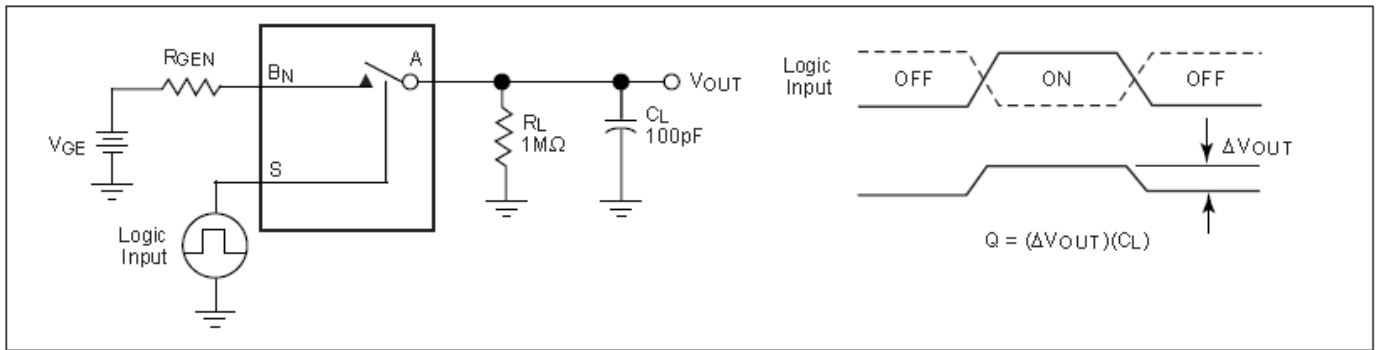 RGEN
BN
A
VOUT
VGE
RL
1MΩ
CL
100pF
S
Logic
Input
Logic
Input
OFF
ON
OFF
ΔVOUT
Q = (ΔVOUT)(CL)